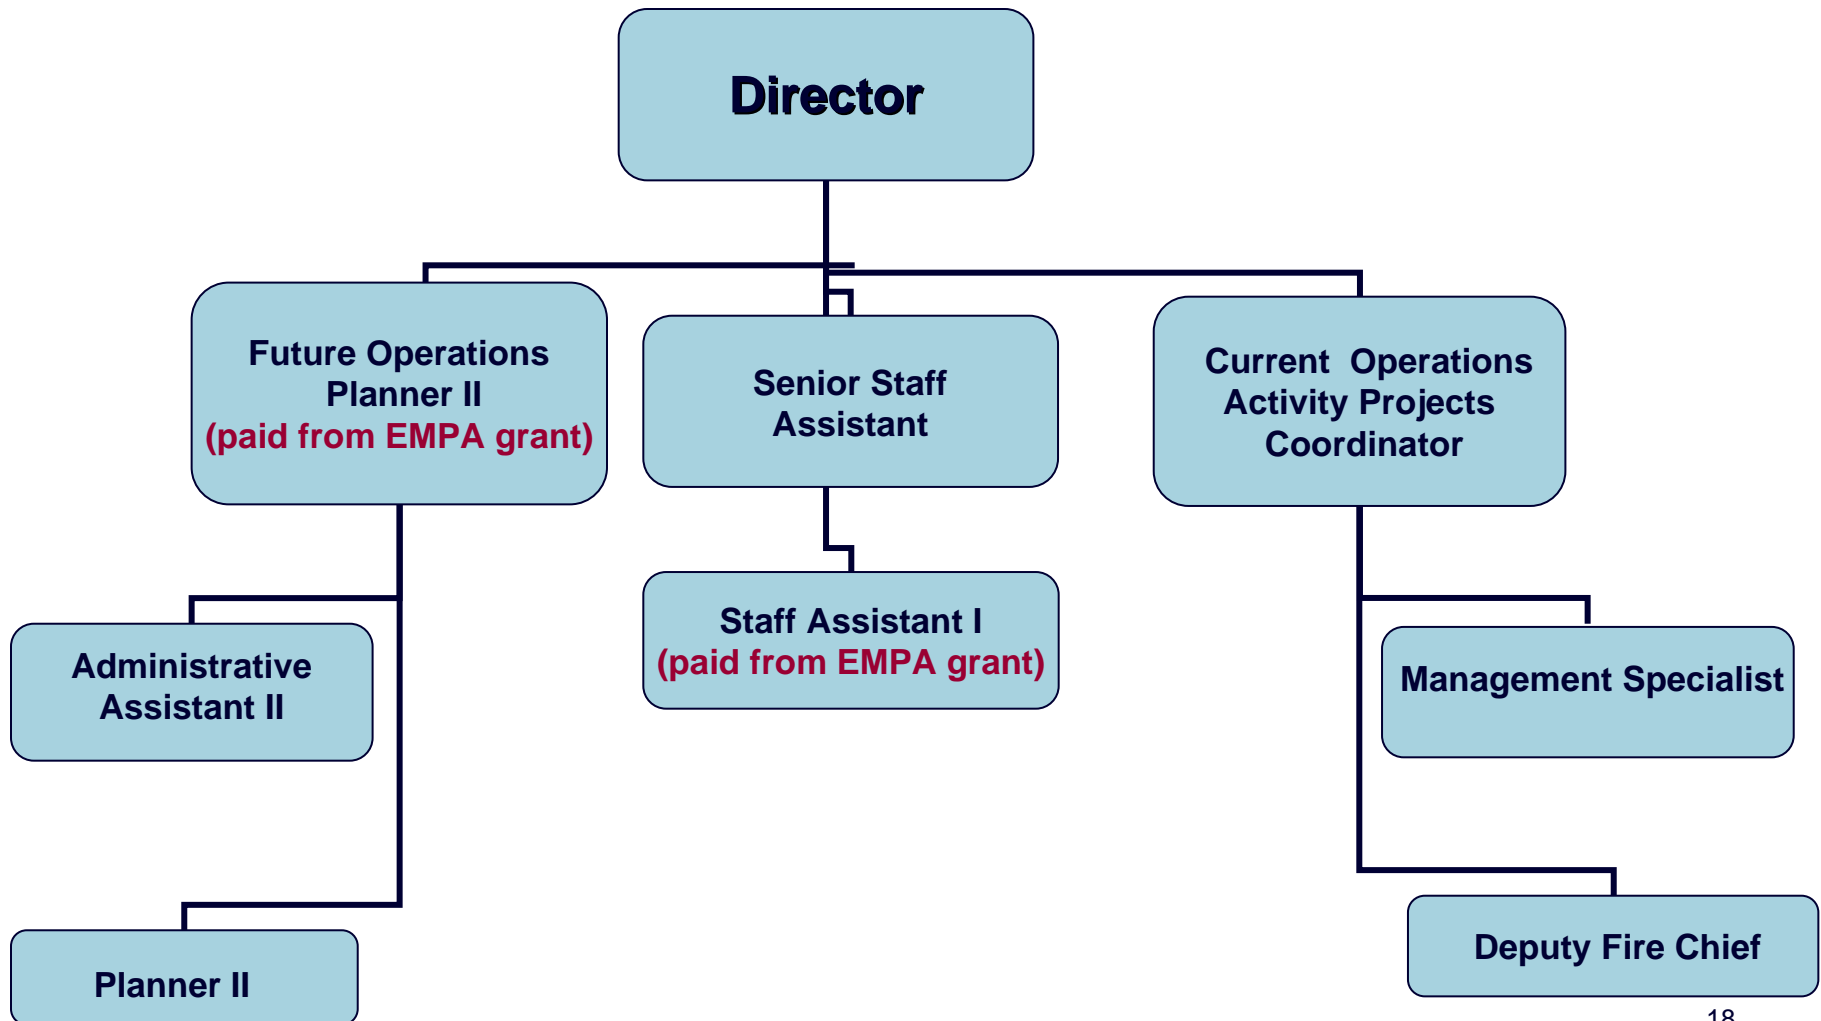 Director
Future Operations
Planner II
(paid from EMPA grant)
Senior Staff
Assistant
Current  Operations
Activity Projects
Coordinator
Administrative
Assistant II
Staff Assistant I
(paid from EMPA grant)
Management Specialist
Planner II
Deputy Fire Chief
18